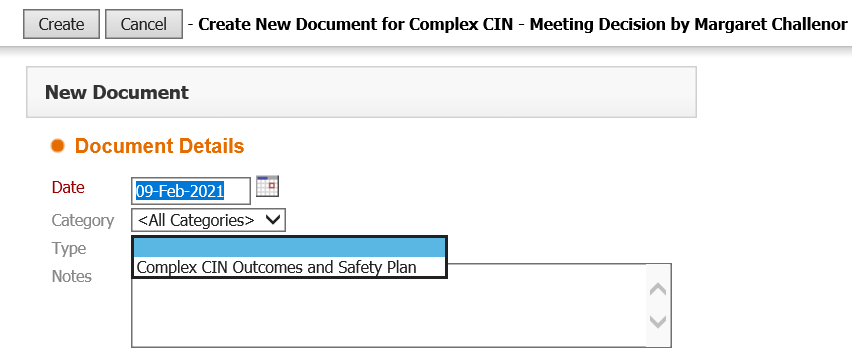 Create Cancel - Create New Document for Complex CIN - Meeting Decision by Margaret Challenor
New Document
Document Details
Date 09-Feb-2021
Category <All Categories>
Type
Complex CIN Outcomes and Safety Plan
Notes